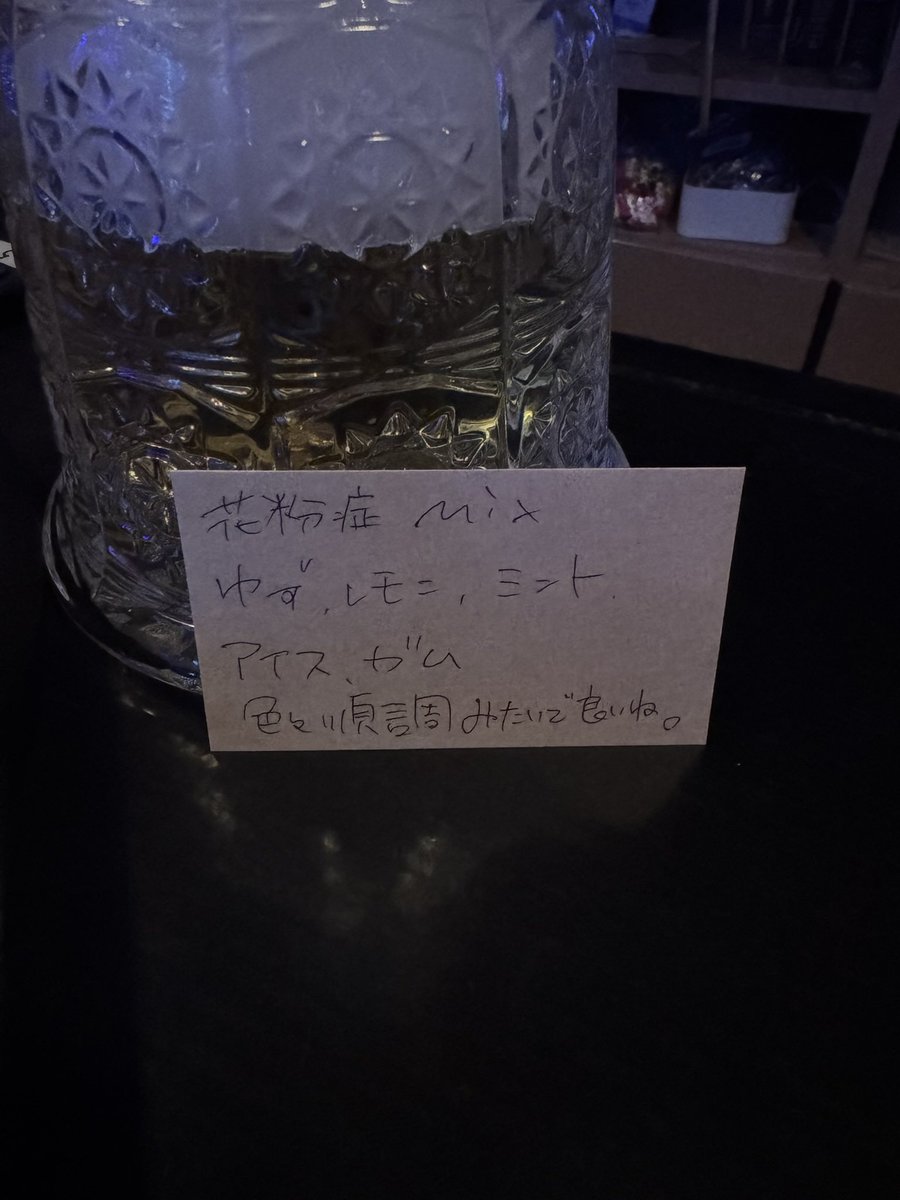 花粉症 Mix
ゆず、レモン、ミント
アイス、ガム
色と順調みたいで良いね。